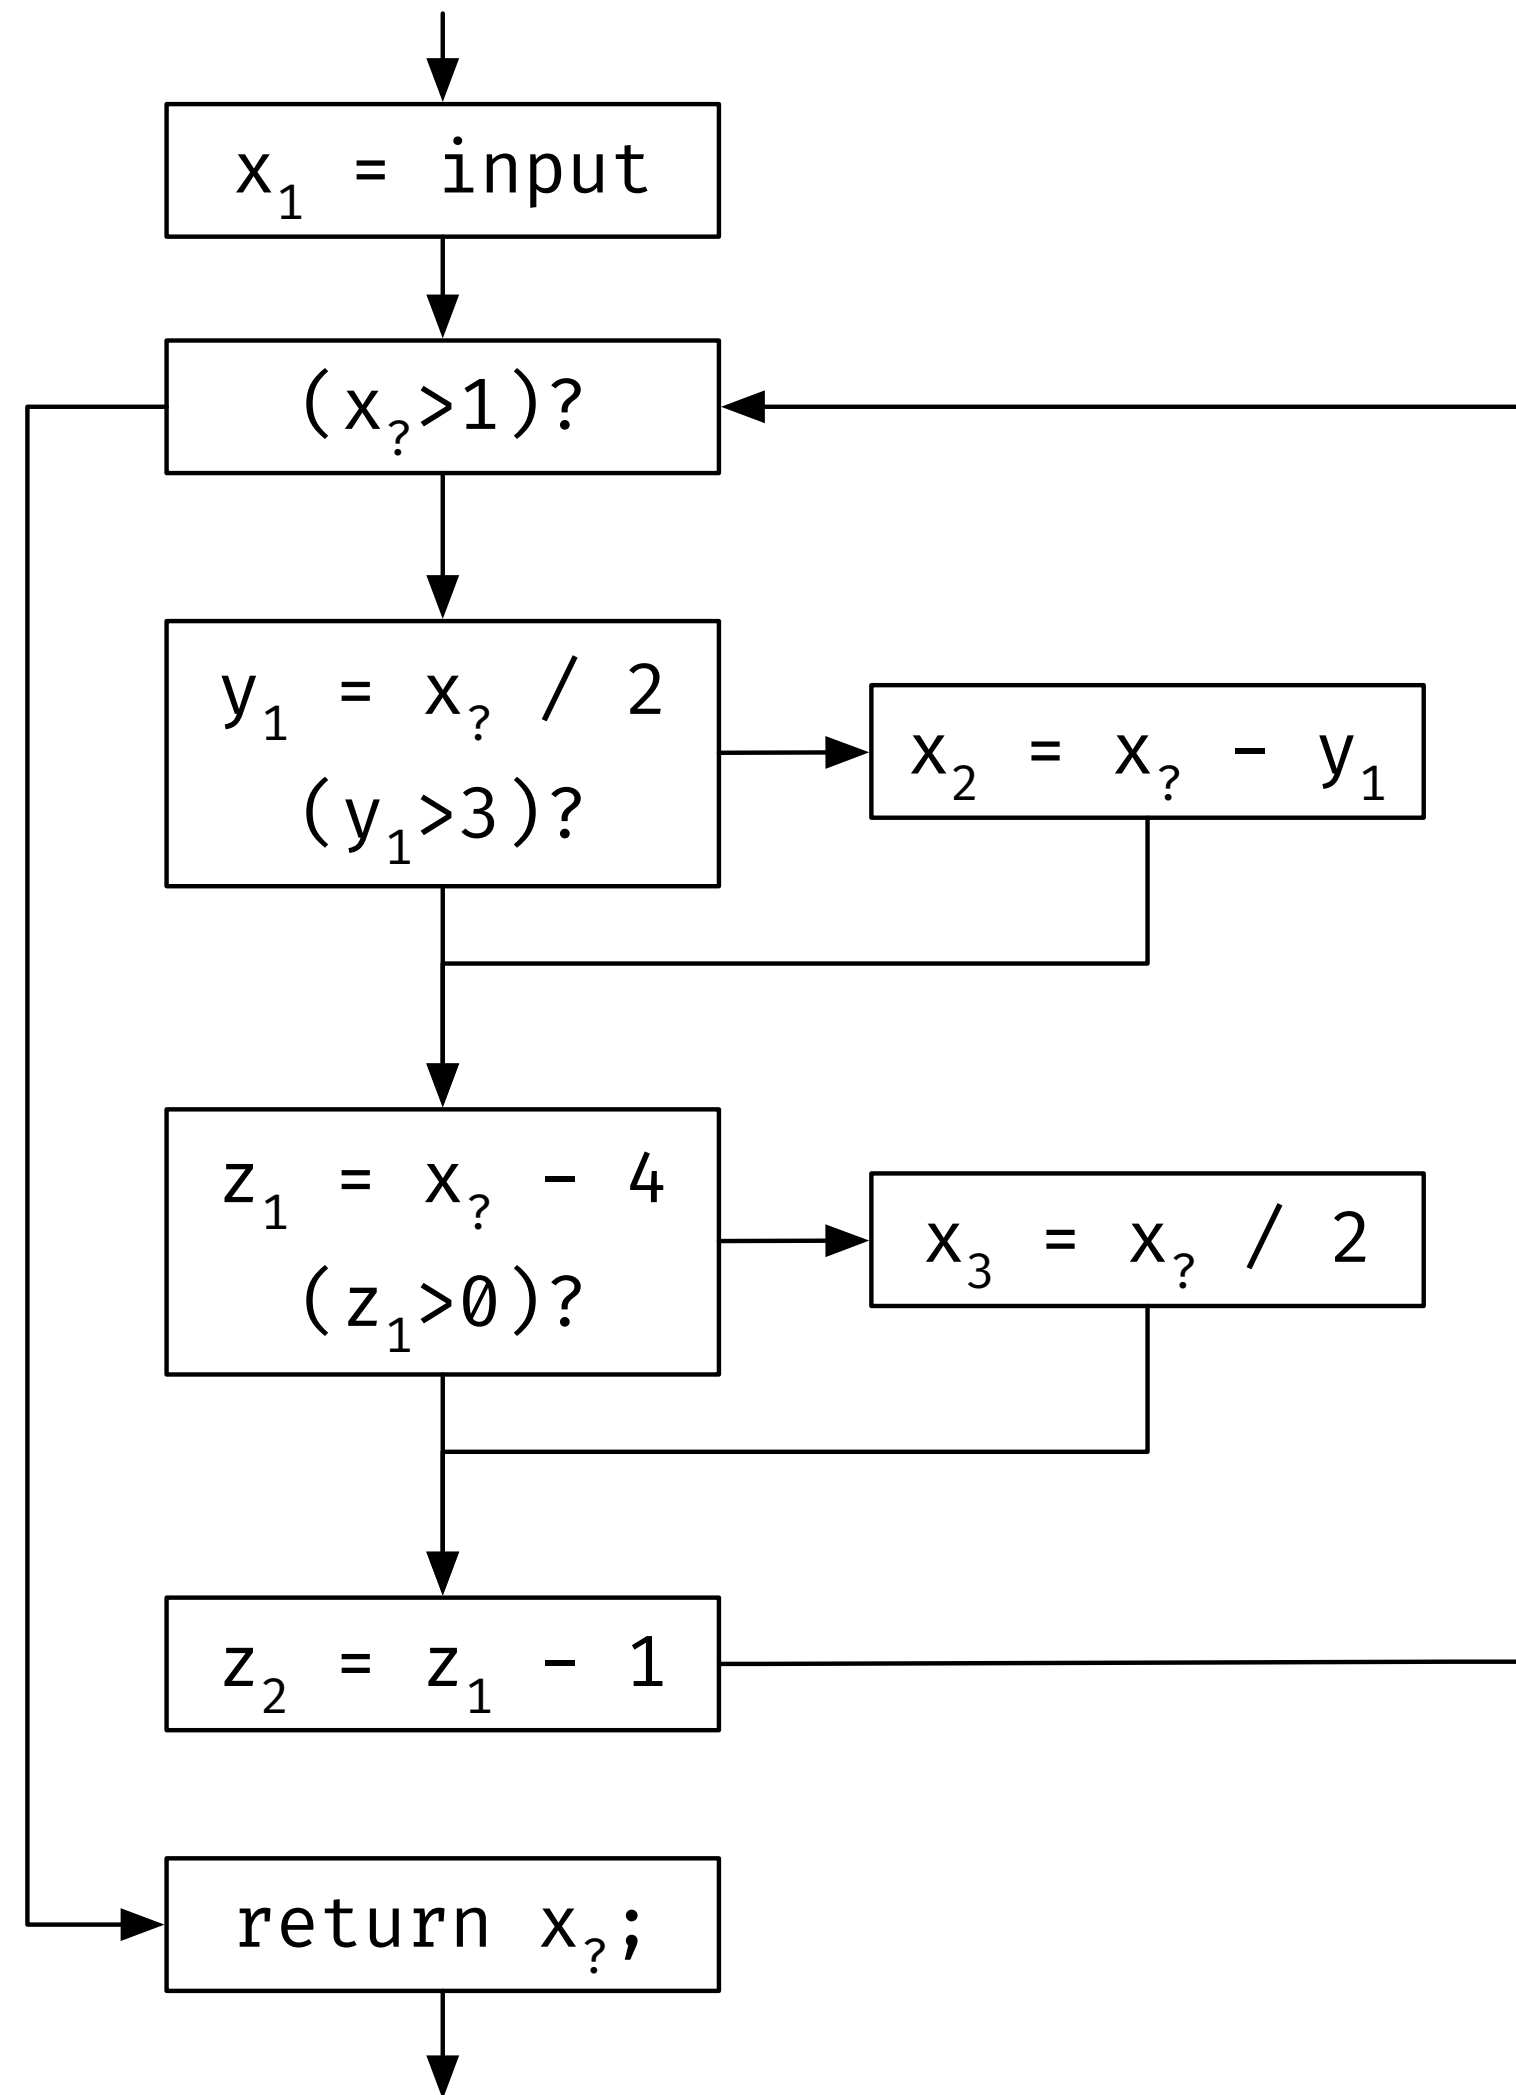 x₁ = input
(x?>1)?
y₁ = x? / 2
(y₁>3)?
x₂ = x? - y₁
z₁ = x? - 4
(z₁>0)?
x₃ = x? / 2
z₂ = z₁ - 1
return x?;